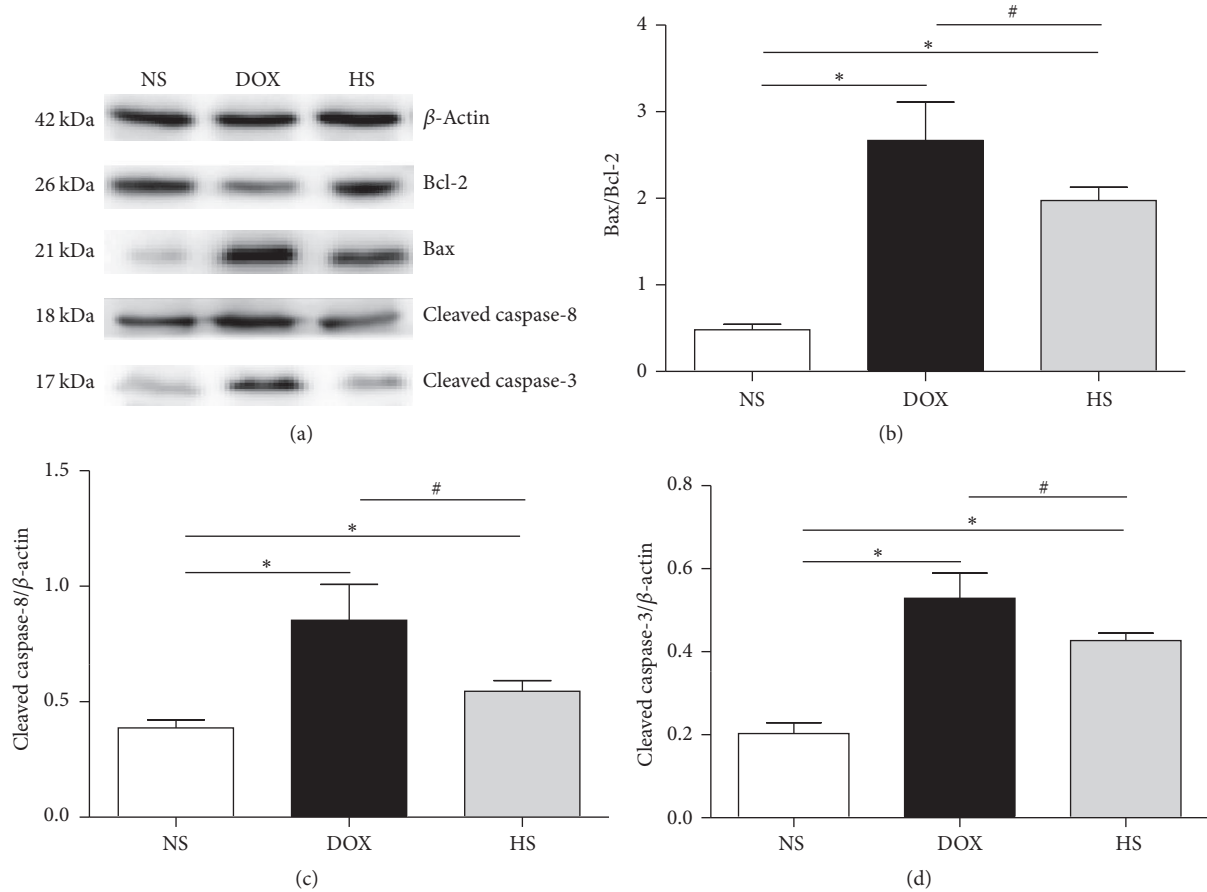 NS DOX HS
42 kDa β-Actin
26 kDa Bcl-2
21 kDa Bax
18 kDa Cleaved caspase-8
17 kDa Cleaved caspase-3
(a)
4
3
2
1
0
Bax/Bcl-2
#
*
*
NS DOX HS
(b)
1.5
1.0
0.5
0.0
Cleaved caspase-8/β-actin
#
*
*
NS DOX HS
(c)
0.8
0.6
0.4
0.2
0.0
Cleaved caspase-3/β-actin
#
*
*
NS DOX HS
(d)